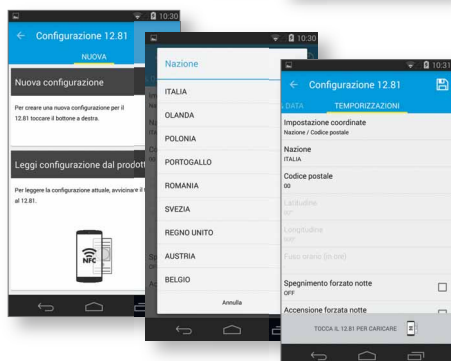 10:30
Configurazione 12.81
NUOVA
Nuova configurazione
Per creare una nuova configurazione per il
12.81 toccare il bottone a destra.
Leggi configurazione dal prodott
Per leggere la configurazione attuale, avvicinare il
al 12.81.
NFC
10:30
Nazione
ITALIA
OLANDA
POLONIA
PORTOGALLO
ROMANIA
SVEZIA
REGNO UNITO
AUSTRIA
BELGIO
Annulla
10:31
Configurazione 12.81
DATA TEMPORIZZAZIONI
Impostazione coordinate
Nazione / Codice postale
Nazione
ITALIA
Codice postale
00
Latitudine
Longitudine
Fuso orario (in min)
Spegnimento forzato notte
OFF
Accensione forzata notte
TOCCA IL 12.81 PER CARICARE